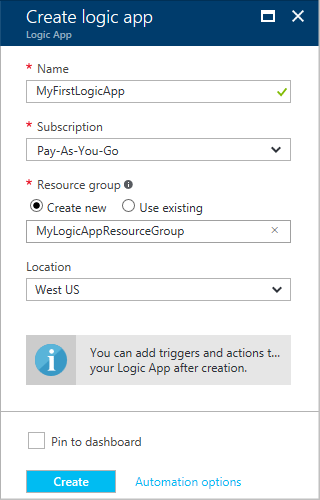 Create logic app
Logic App
* Name
MyFirstLogicApp
* Subscription
Pay-As-You-Go
* Resource group
Create new Use existing
MyLogicAppResourceGroup
Location
West US
You can add triggers and actions t...
your Logic App after creation.
Pin to dashboard
Create Automation options